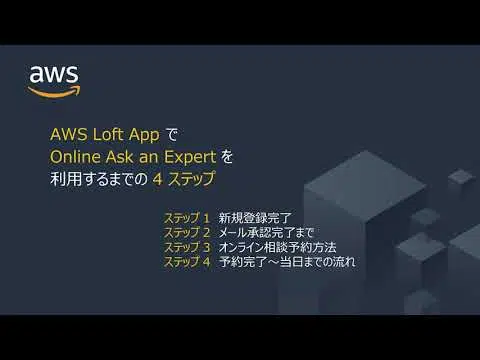 aws
AWS Loft App で
Online Ask an Expert を
利用するまでの 4 ステップ
ステップ 1 新規登録完了
ステップ 2 メール承認完了まで
ステップ 3 オンライン相談予約方法
ステップ 4 予約完了～当日までの流れ